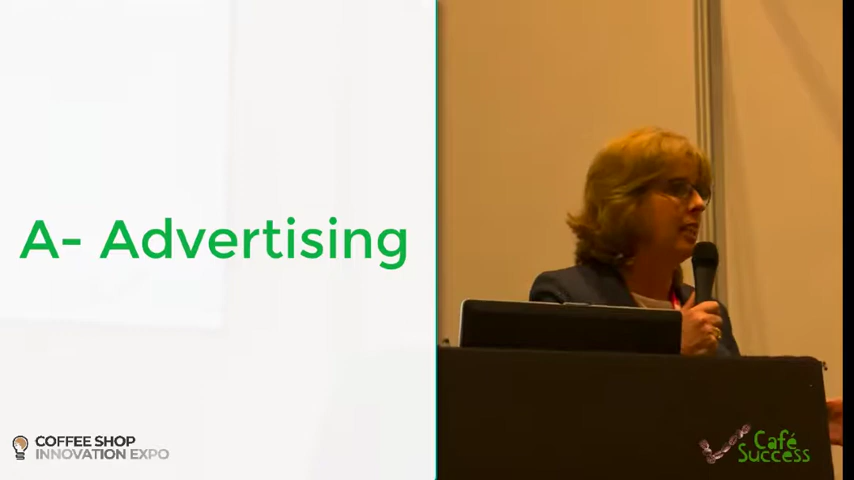 A- Advertising
COFFEE SHOP
INNOVATION EXPO
Café
Success